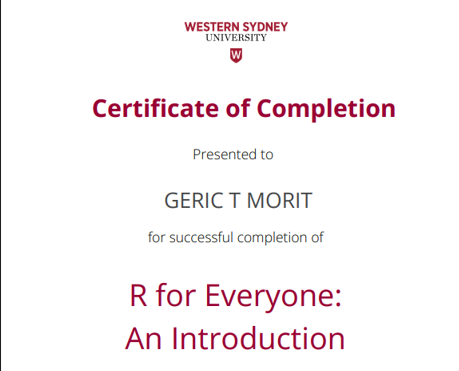 WESTERN SYDNEY
UNIVERSITY
W
Certificate of Completion
Presented to
GERIC T MORIT
for successful completion of
R for Everyone:
An Introduction